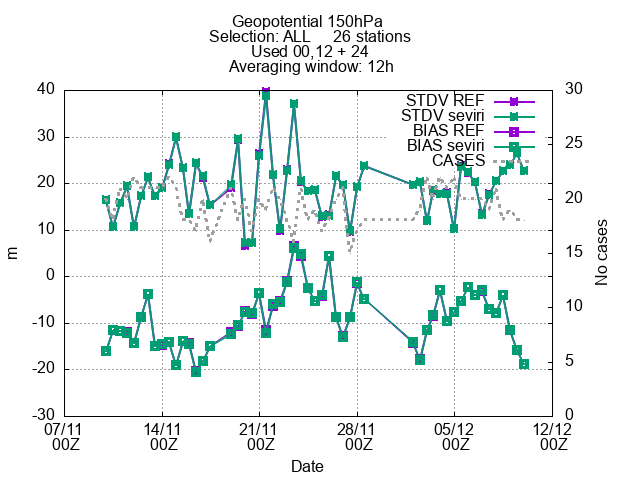 Geopotential 150hPa
Selection: ALL 26 stations
Used 00,12 + 24
Averaging window: 12h
STDV REF
STDV seviri
BIAS REF
BIAS seviri
CASES
40
30
20
10
0
-10
-20
-30
30
25
20
15
10
5
0
m
No cases
07/11 14/11 21/11 28/11 05/12 12/12
00Z 00Z 00Z 00Z 00Z 00Z
Date